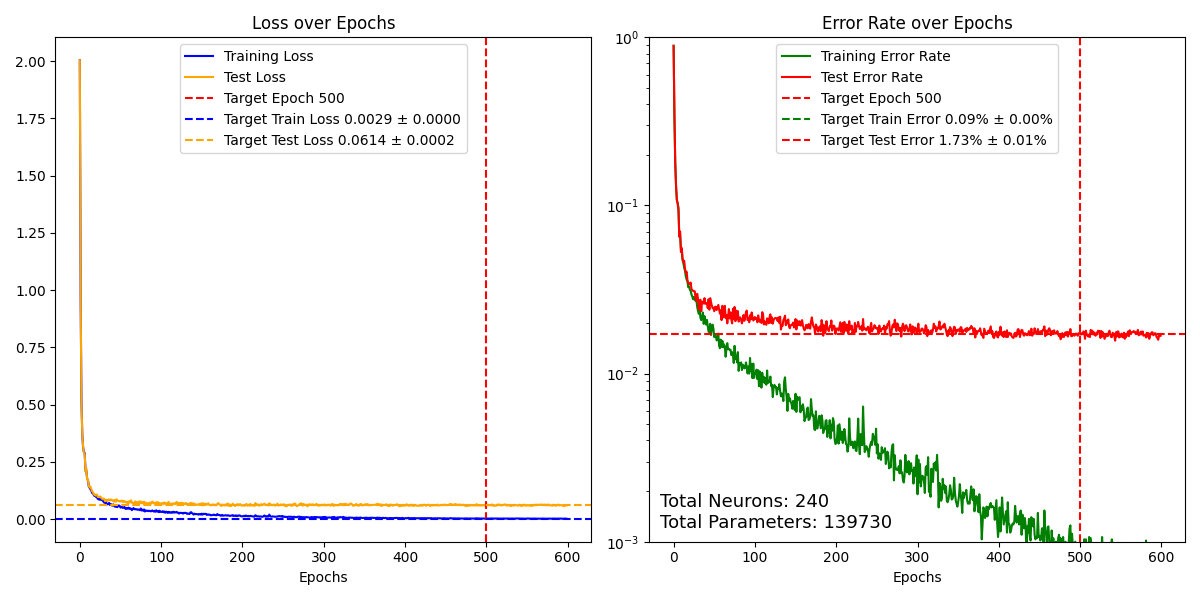 Loss over Epochs
Training Loss
Test Loss
Target Epoch 500
Target Train Loss 0.0029 ± 0.0000
Target Test Loss 0.0614 ± 0.0002
2.00
1.75
1.50
1.25
1.00
0.75
0.50
0.25
0.00
0
100
200
300
400
500
600
Epochs
Error Rate over Epochs
Training Error Rate
Test Error Rate
Target Epoch 500
Target Train Error 0.09% ± 0.00%
Target Test Error 1.73% ± 0.01%
10⁰
10⁻¹
10⁻²
10⁻³
Total Neurons: 240
Total Parameters: 139730
0
100
200
300
400
500
600
Epochs